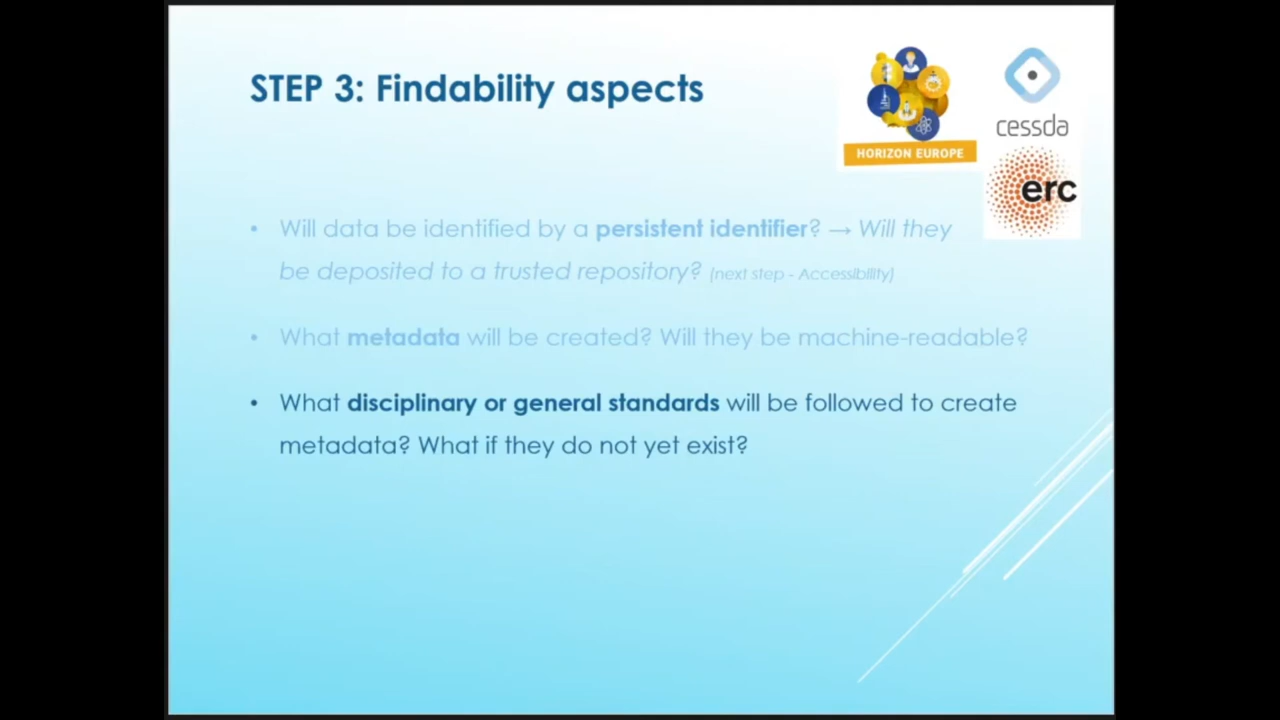 STEP 3: Findability aspects
HORIZON EUROPE
cessda
erc
• Will data be identified by a persistent identifier? → Will they
be deposited to a trusted repository? (next step - Accessibility)
• What metadata will be created? Will they be machine-readable?
• What disciplinary or general standards will be followed to create
metadata? What if they do not yet exist?